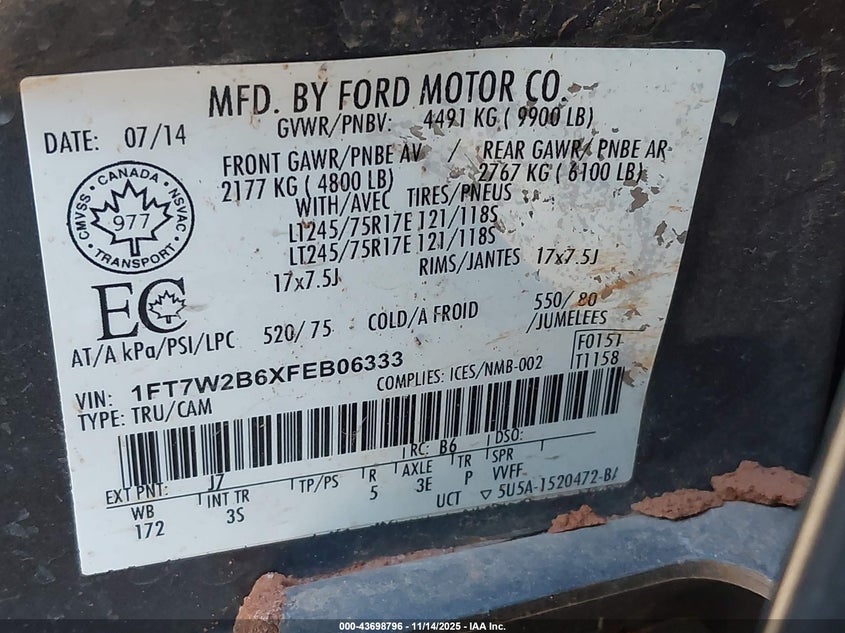 MFD. BY FORD MOTOR CO.
DATE: 07/14
GVWR/PNBV: 4491 KG ( 9900 LB)
FRONT GAWR/PNBE AV / REAR GAWR/ PNBE AR
2177 KG ( 4800 LB) 2767 KG ( 6100 LB)
WITH/AVEC TIRES/PNEUS
LT245/75R17E 121/118S
LT245/75R17E 121/118S
17x7.5J RIMS/JANTES 17x7.5J
CMVSS · CANADA · NSVAC · TRANSPORT
977
EC
AT/A kPa/PSI/LPC 520/ 75 COLD/A FROID 550/ 80
/JUMELEES
VIN: 1FT7W2B6XFEB06333
COMPLIES: ICES/NMB-002
F0151
T1158
TYPE: TRU/CAM
EXT PNT: J7 RC: B6 DSO:
WB INT TR TP/PS R AXLE TR SPR
172 3S 5 3E P VVFF
UCT ▽ 5U5A-1520472-BA
000-43698796 - 11/14/2025 - IAA Inc.